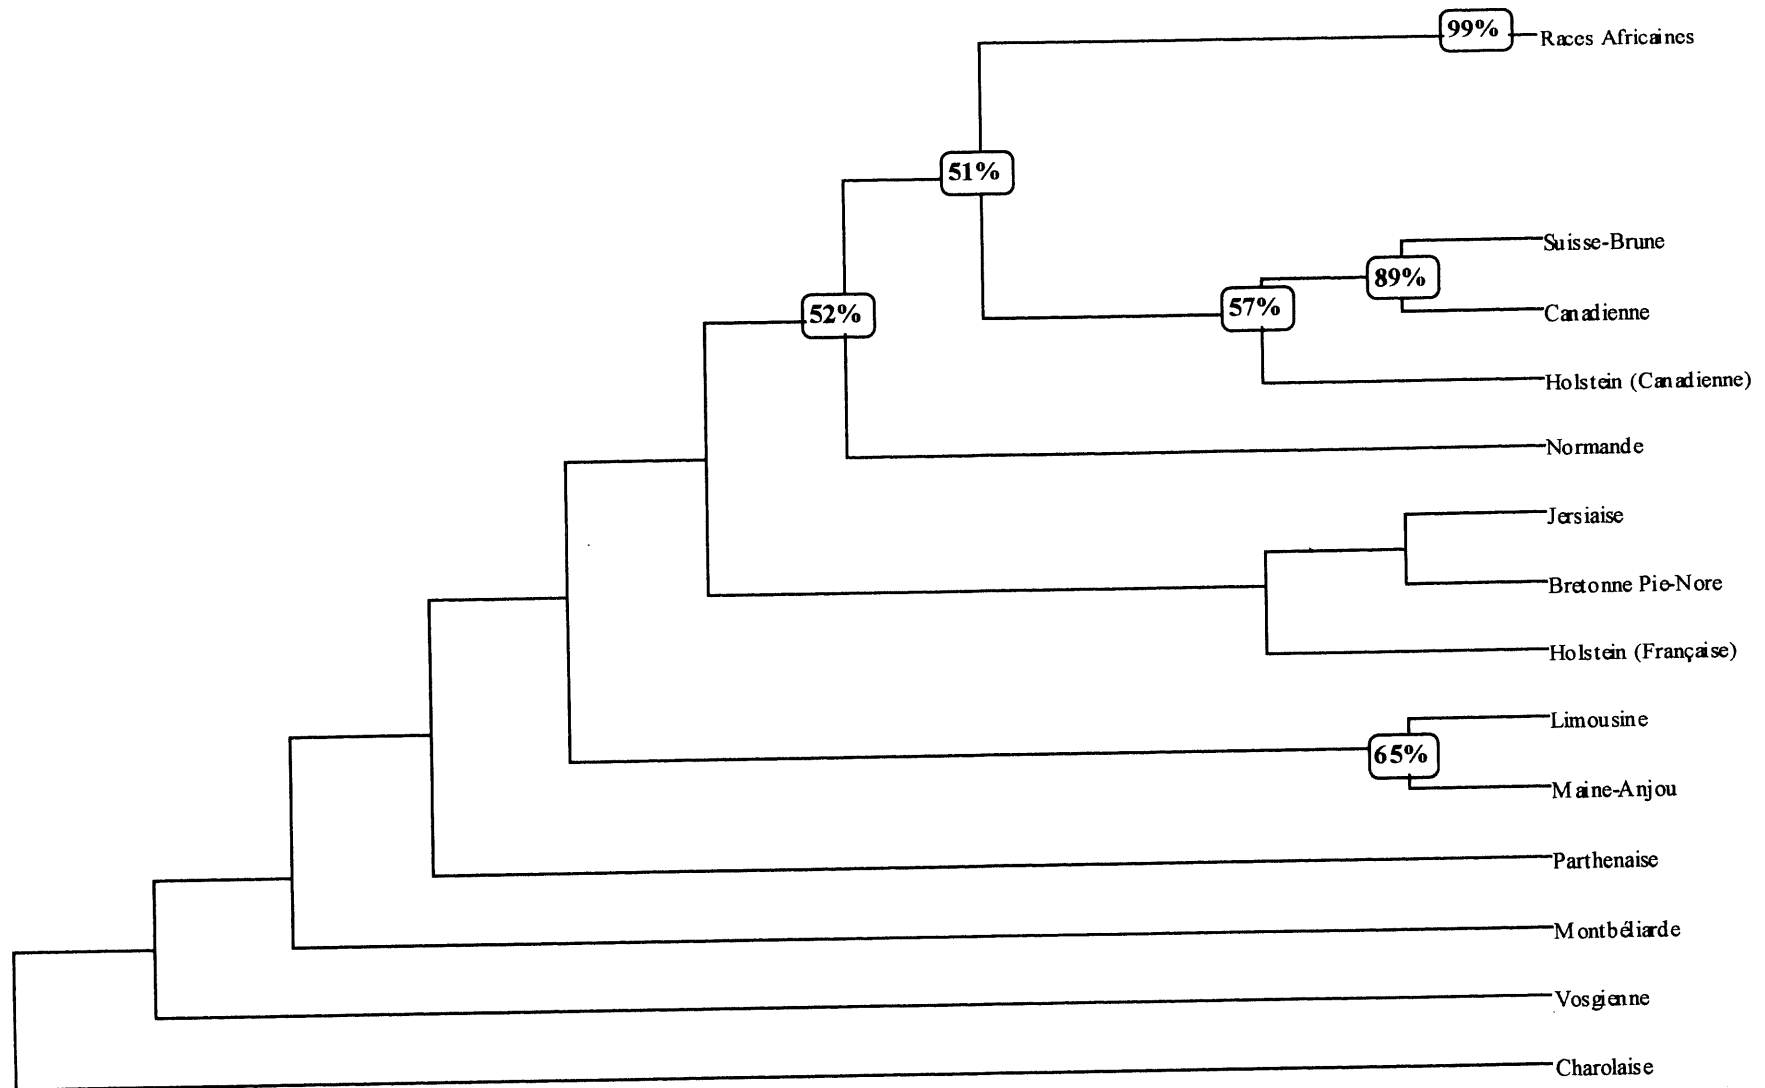 99%
Races Africaines
51%
Suisse-Brune
89%
Canadienne
57%
52%
Holstein (Canadienne)
Normande
Jersiaise
Bretonne Pie-Nore
Holstein (Française)
Limousine
65%
Maine-Anjou
Parthenaise
Montbéliarde
Vosgienne
Charolaise